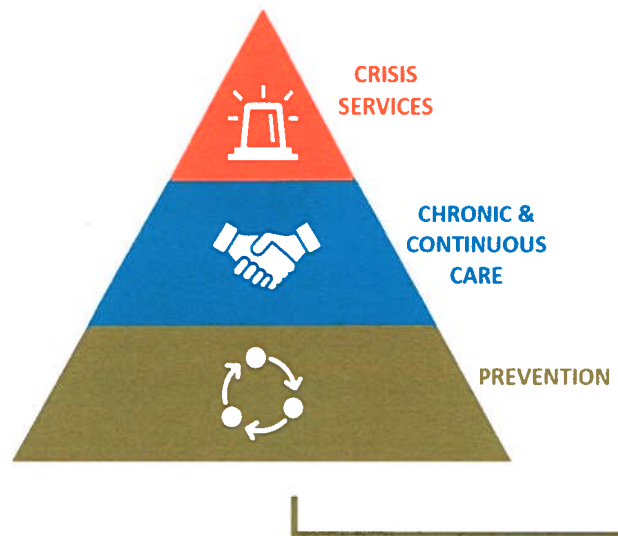 CRISIS
SERVICES
CHRONIC &
CONTINUOUS
CARE
PREVENTION